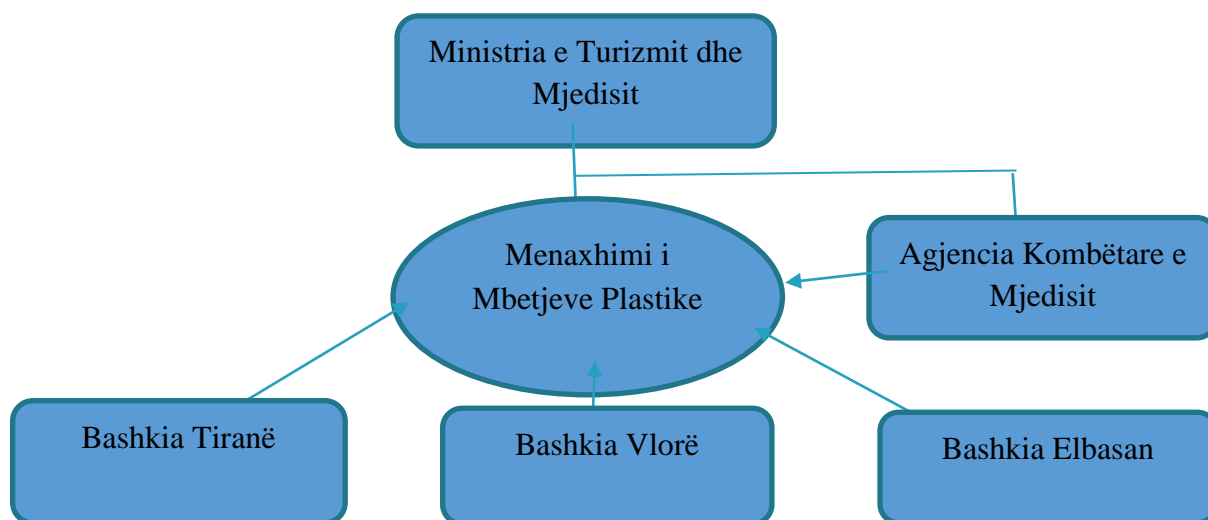 Ministria e Turizmit dhe
Mjedisit
Menaxhimi i
Mbetjeve Plastike
Agjencia Kombëtare e
Mjedisit
Bashkia Tiranë
Bashkia Vlorë
Bashkia Elbasan